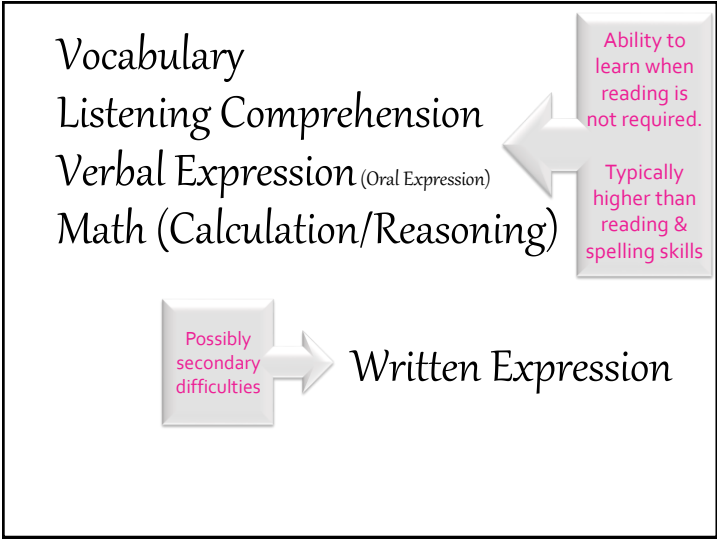 Vocabulary
Listening Comprehension
Verbal Expression (Oral Expression)
Math (Calculation/Reasoning)
Ability to
learn when
reading is
not required.
Typically
higher than
reading &
spelling skills
Possibly
secondary
difficulties
Written Expression